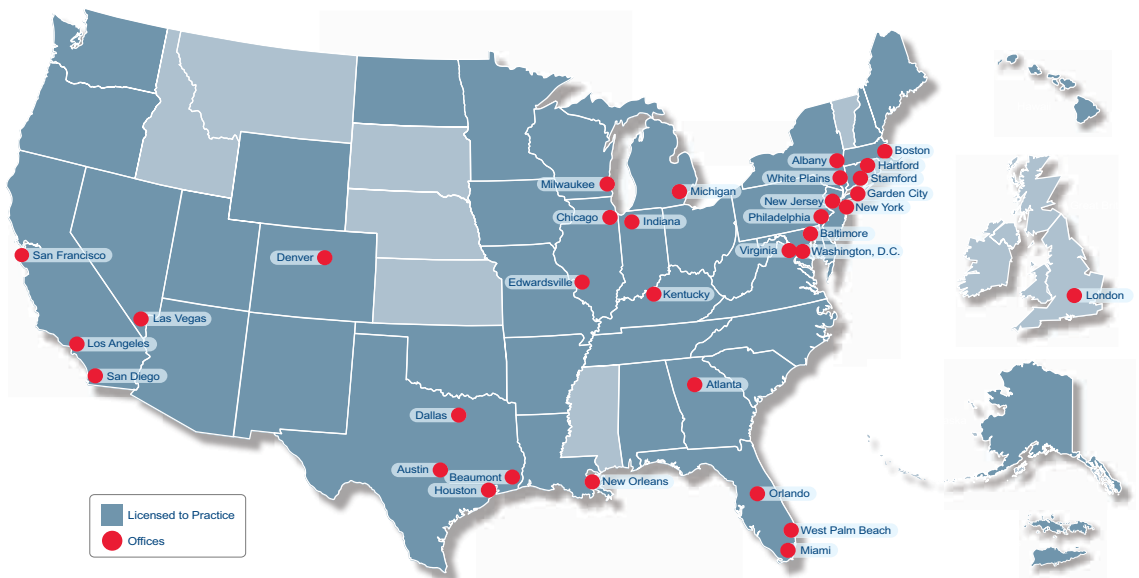 Boston
Albany
Hartford
White Plains
Stamford
Milwaukee
Michigan
Garden City
New Jersey
New York
Chicago
Indiana
Philadelphia
Baltimore
San Francisco
Denver
Virginia
Washington, D.C.
Edwardsville
Kentucky
London
Las Vegas
Los Angeles
San Diego
Atlanta
Dallas
Austin
Beaumont
New Orleans
Houston
Orlando
Licensed to Practice
West Palm Beach
Offices
Miami